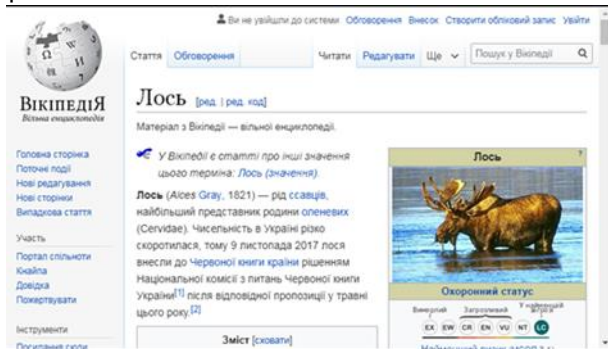 Ви не увійшли до системи Обговорення Внесок Створити обліковий запис Увійти
Стаття Обговорення Читати Редагувати Ще Пошук у Вікіпедії
ВікіпедіЯ
Вільна енциклопедія
Головна сторінка
Поточні події
Нові редагування
Нові сторінки
Випадкова стаття
Участь
Портал спільноти
Кнайпа
Довідка
Пожертвувати
Інструменти
Посилання сюди
Лось [ред. | ред. код]
Матеріал з Вікіпедії — вільної енциклопедії.
У Вікіпедії є статті про інші значення
цього терміна: Лось (значення).
Лось (Alces Gray, 1821) — рід ссавців,
найбільший представник родини оленевих
(Cervidae). Чисельність в Україні різко
скоротилася, тому 9 листопада 2017 лося
внесли до Червоної книги країни рішенням
Національної комісії з питань Червоної книги
України[1] після відповідної пропозиції у травні
цього року.[2]
Зміст [сховати]
Лось ?
Охоронний статус
Вимерлий Загрозливий У найменшій
загрозі
EX EW CR EN VU NT LC